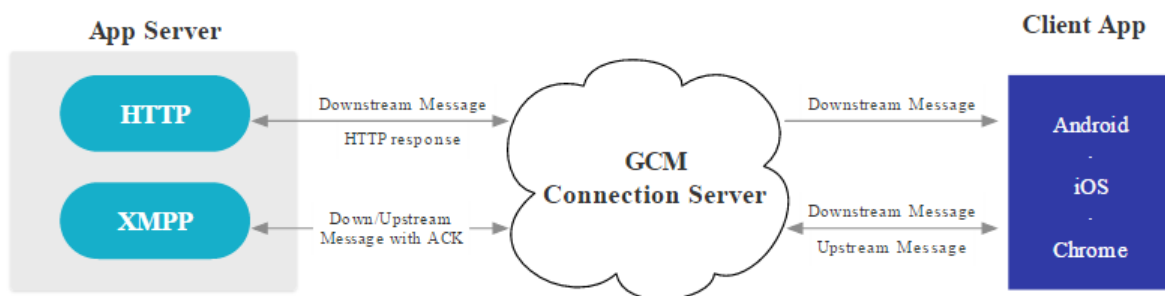 App Server
Client App
HTTP
Downstream Message
HTTP response
GCM
Connection Server
Downstream Message
Android
.
iOS
.
Chrome
XMPP
Down/Upstream
Message with ACK
Downstream Message
Upstream Message